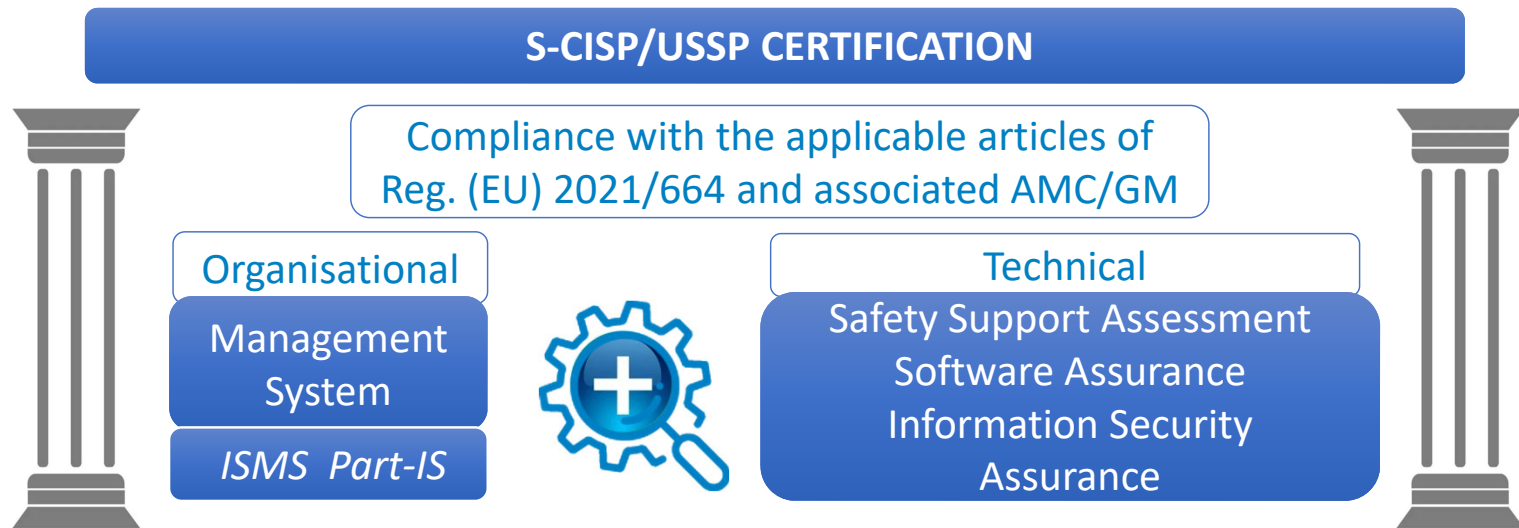 S-CISP/USSP CERTIFICATION
Compliance with the applicable articles of
Reg. (EU) 2021/664 and associated AMC/GM
Organisational
Management
System
ISMS Part-IS
Technical
Safety Support Assessment
Software Assurance
Information Security
Assurance